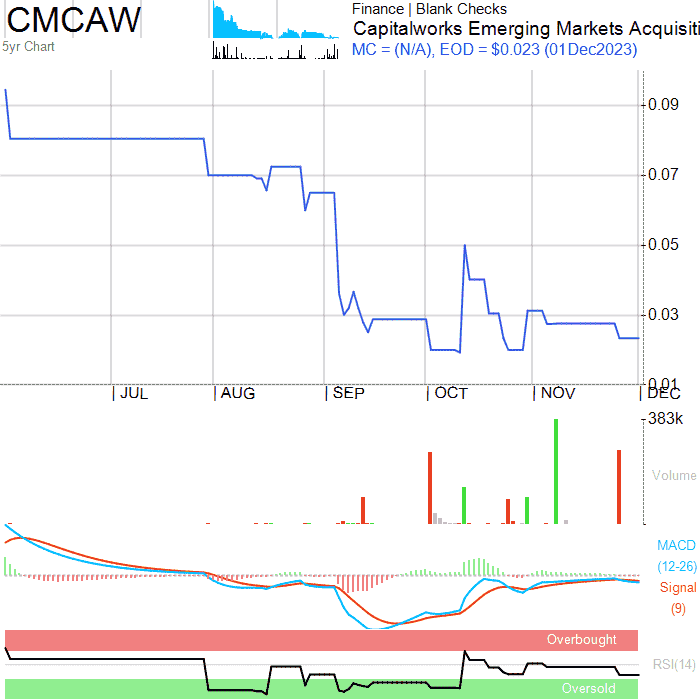 CMCAW
5yr Chart
Finance | Blank Checks
Capitalworks Emerging Markets Acquisiti
MC = (N/A), EOD = $0.023 (01Dec2023)
0.09
0.07
0.05
0.03
0.01
JUL
AUG
SEP
OCT
NOV
DEC
383k
Volume
MACD
(12-26)
Signal
(9)
Overbought
RSI(14)
Oversold